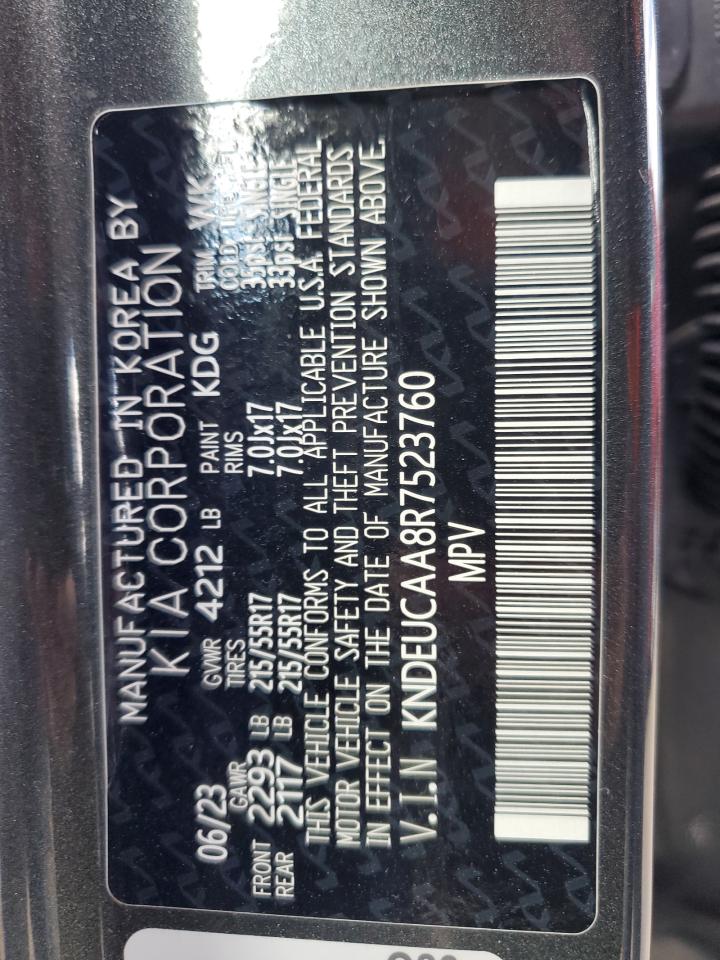 MANUFACTURED IN KOREA BY
KIA CORPORATION
06/23 GVWR 4212 LB PAINT KDG TRIM WK
GAWR TIRES RIMS COLD
FRONT 2293 LB 215/55R17 7.0Jx17 35psi SINGLE
REAR 2117 LB 215/55R17 7.0Jx17 33psi SINGLE
THIS VEHICLE CONFORMS TO ALL APPLICABLE U.S.A. FEDERAL
MOTOR VEHICLE SAFETY AND THEFT PREVENTION STANDARDS
IN EFFECT ON THE DATE OF MANUFACTURE SHOWN ABOVE.
V.I.N KNDEUCAA8R7523760
MPV